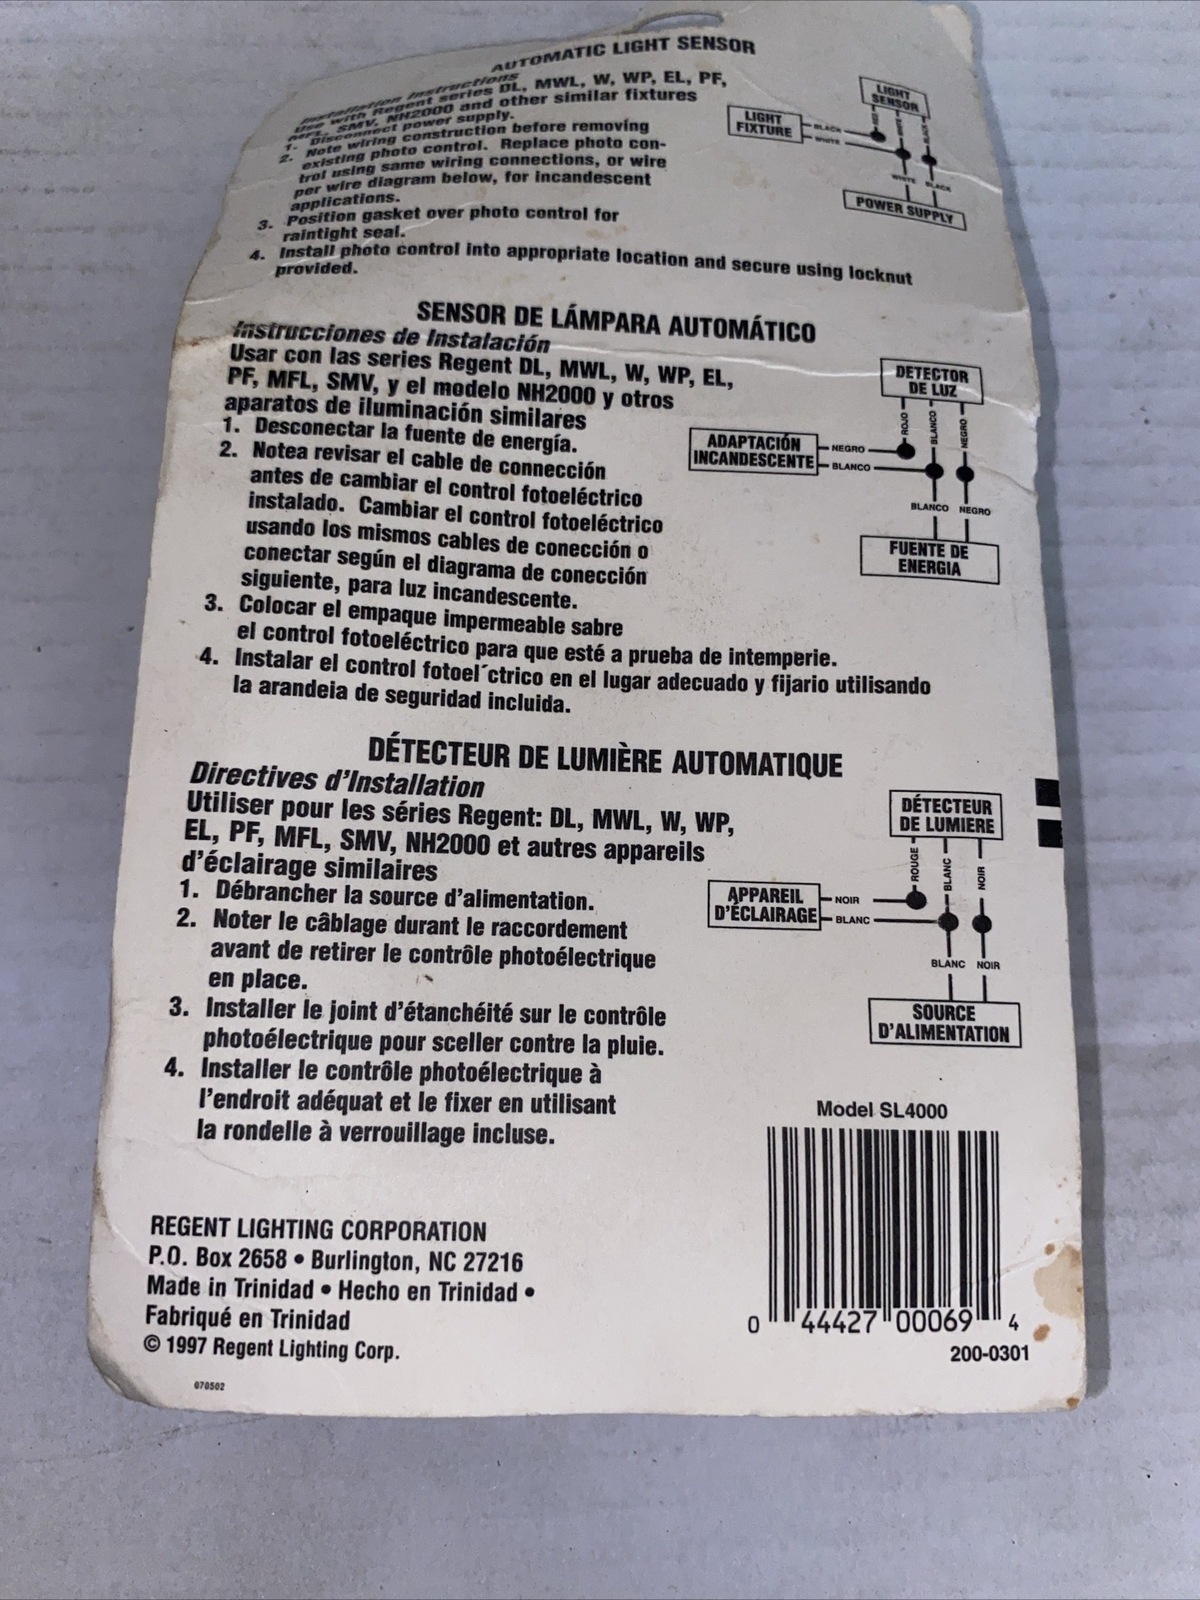 AUTOMATIC LIGHT SENSOR
Installation Instructions
Use with Regent series DL, MWL, W, WP, EL, PF,
MFL, SMV, NH2000 and other similar fixtures
1. Disconnect power supply.
2. Note wiring construction before removing
existing photo control. Replace photo con-
trol using same wiring connections, or wire
per wire diagram below, for incandescent
applications.
3. Position gasket over photo control for
raintight seal.
4. Install photo control into appropriate location and secure using locknut
provided.
LIGHT
SENSOR
LIGHT
FIXTURE
BLACK
WHITE
RED
WHITE
BLACK
WHITE BLACK
POWER SUPPLY
SENSOR DE LÁMPARA AUTOMÁTICO
Instrucciones de Instalación
Usar con las series Regent DL, MWL, W, WP, EL,
PF, MFL, SMV, y el modelo NH2000 y otros
aparatos de iluminación similares
1. Desconectar la fuente de energía.
2. Notea revisar el cable de connección
antes de cambiar el control fotoeléctrico
instalado. Cambiar el control fotoeléctrico
usando los mismos cables de conección o
conectar según el diagrama de conección
siguiente, para luz incandescente.
3. Colocar el empaque impermeable sabre
el control fotoeléctrico para que esté a prueba de intemperie.
4. Instalar el control fotoel´ctrico en el lugar adecuado y fijario utilisando
la arandeia de seguridad incluida.
DETECTOR
DE LUZ
ADAPTACIÓN
INCANDESCENTE
NEGRO
BLANCO
ROJO
BLANCO
NEGRO
BLANCO NEGRO
FUENTE DE
ENERGIA
DÉTECTEUR DE LUMIÈRE AUTOMATIQUE
Directives d'Installation
Utiliser pour les séries Regent: DL, MWL, W, WP,
EL, PF, MFL, SMV, NH2000 et autres appareils
d'éclairage similaires
1. Débrancher la source d'alimentation.
2. Noter le câblage durant le raccordement
avant de retirer le contrôle photoélectrique
en place.
3. Installer le joint d'étanchéité sur le contrôle
photoélectrique pour sceller contre la pluie.
4. Installer le contrôle photoélectrique à
l'endroit adéquat et le fixer en utilisant
la rondelle à verrouillage incluse.
DÉTECTEUR
DE LUMIERE
APPAREIL
D'ÉCLAIRAGE
NOIR
BLANC
ROUGE
BLANC
NOIR
BLANC NOIR
SOURCE
D'ALIMENTATION
Model SL4000
0 44427 00069 4
200-0301
REGENT LIGHTING CORPORATION
P.O. Box 2658 • Burlington, NC 27216
Made in Trinidad • Hecho en Trinidad •
Fabriqué en Trinidad
© 1997 Regent Lighting Corp.
070502